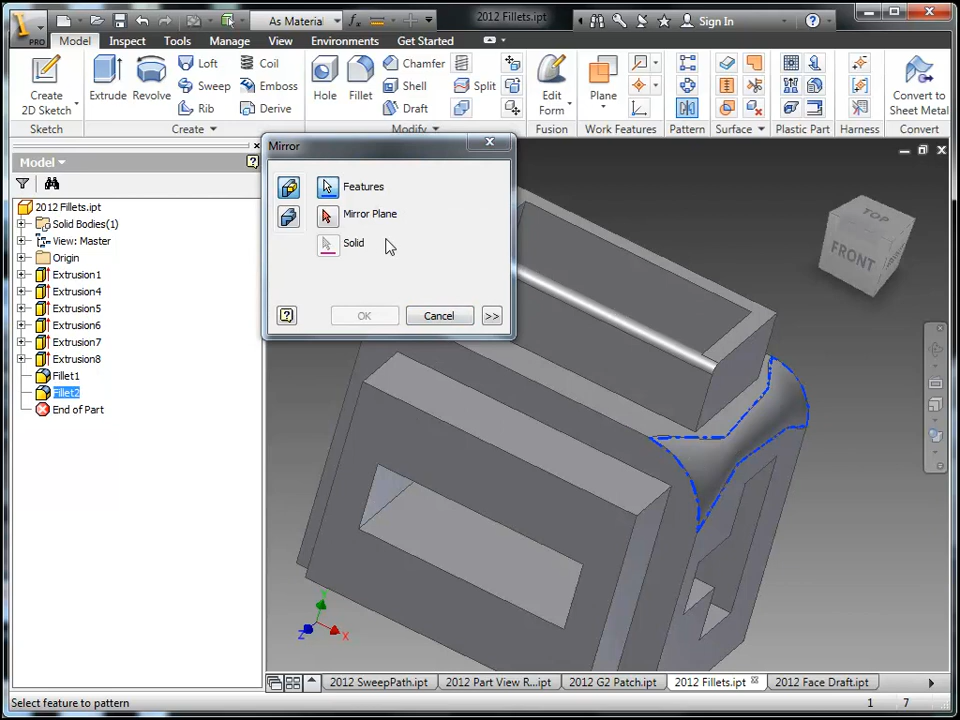 As Material
2012 Fillets.ipt
Sign In
PRO
Model Inspect Tools Manage View Environments Get Started
Create
2D Sketch
Extrude
Revolve
Loft
Sweep
Rib
Coil
Emboss
Derive
Hole
Fillet
Chamfer
Shell
Draft
Split
Edit
Form
Plane
Convert to
Sheet Metal
Sketch Create Modify Fusion Work Features Pattern Surface Plastic Part Harness Convert
Model
2012 Fillets.ipt
Solid Bodies(1)
View: Master
Origin
Extrusion1
Extrusion4
Extrusion5
Extrusion6
Extrusion7
Extrusion8
Fillet1
Fillet2
End of Part
Mirror
Features
Mirror Plane
Solid
OK
Cancel
>>
TOP
FRONT
Y
X
Z
2012 SweepPath.ipt 2012 Part View R...ipt 2012 G2 Patch.ipt 2012 Fillets.ipt 2012 Face Draft.ipt
Select feature to pattern
1 7